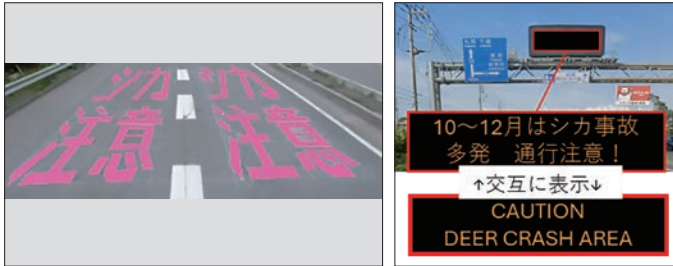 シカ シカ
注意 注意
10～12月はシカ事故
多発　通行注意！
↑交互に表示↓
CAUTION
DEER CRASH AREA